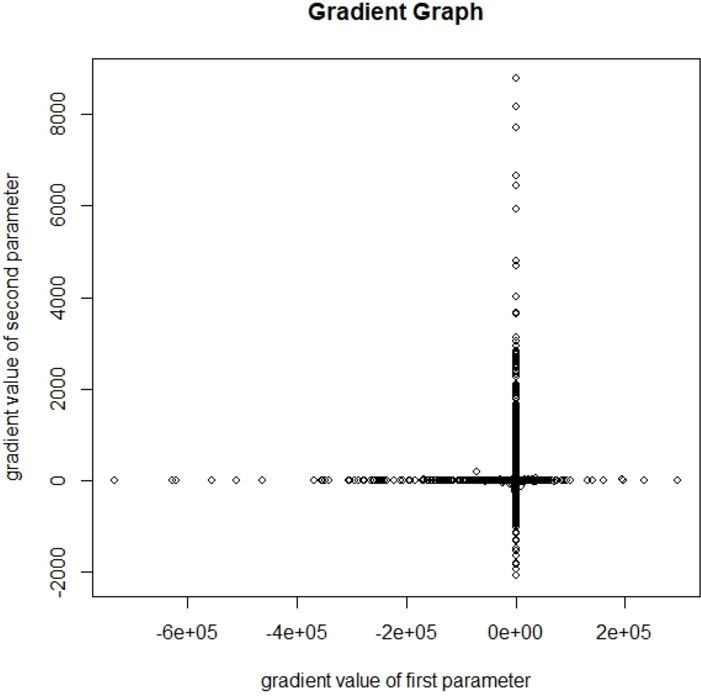 Gradient Graph
gradient value of second parameter
8000
6000
4000
2000
0
-2000
-6e+05 -4e+05 -2e+05 0e+00 2e+05
gradient value of first parameter